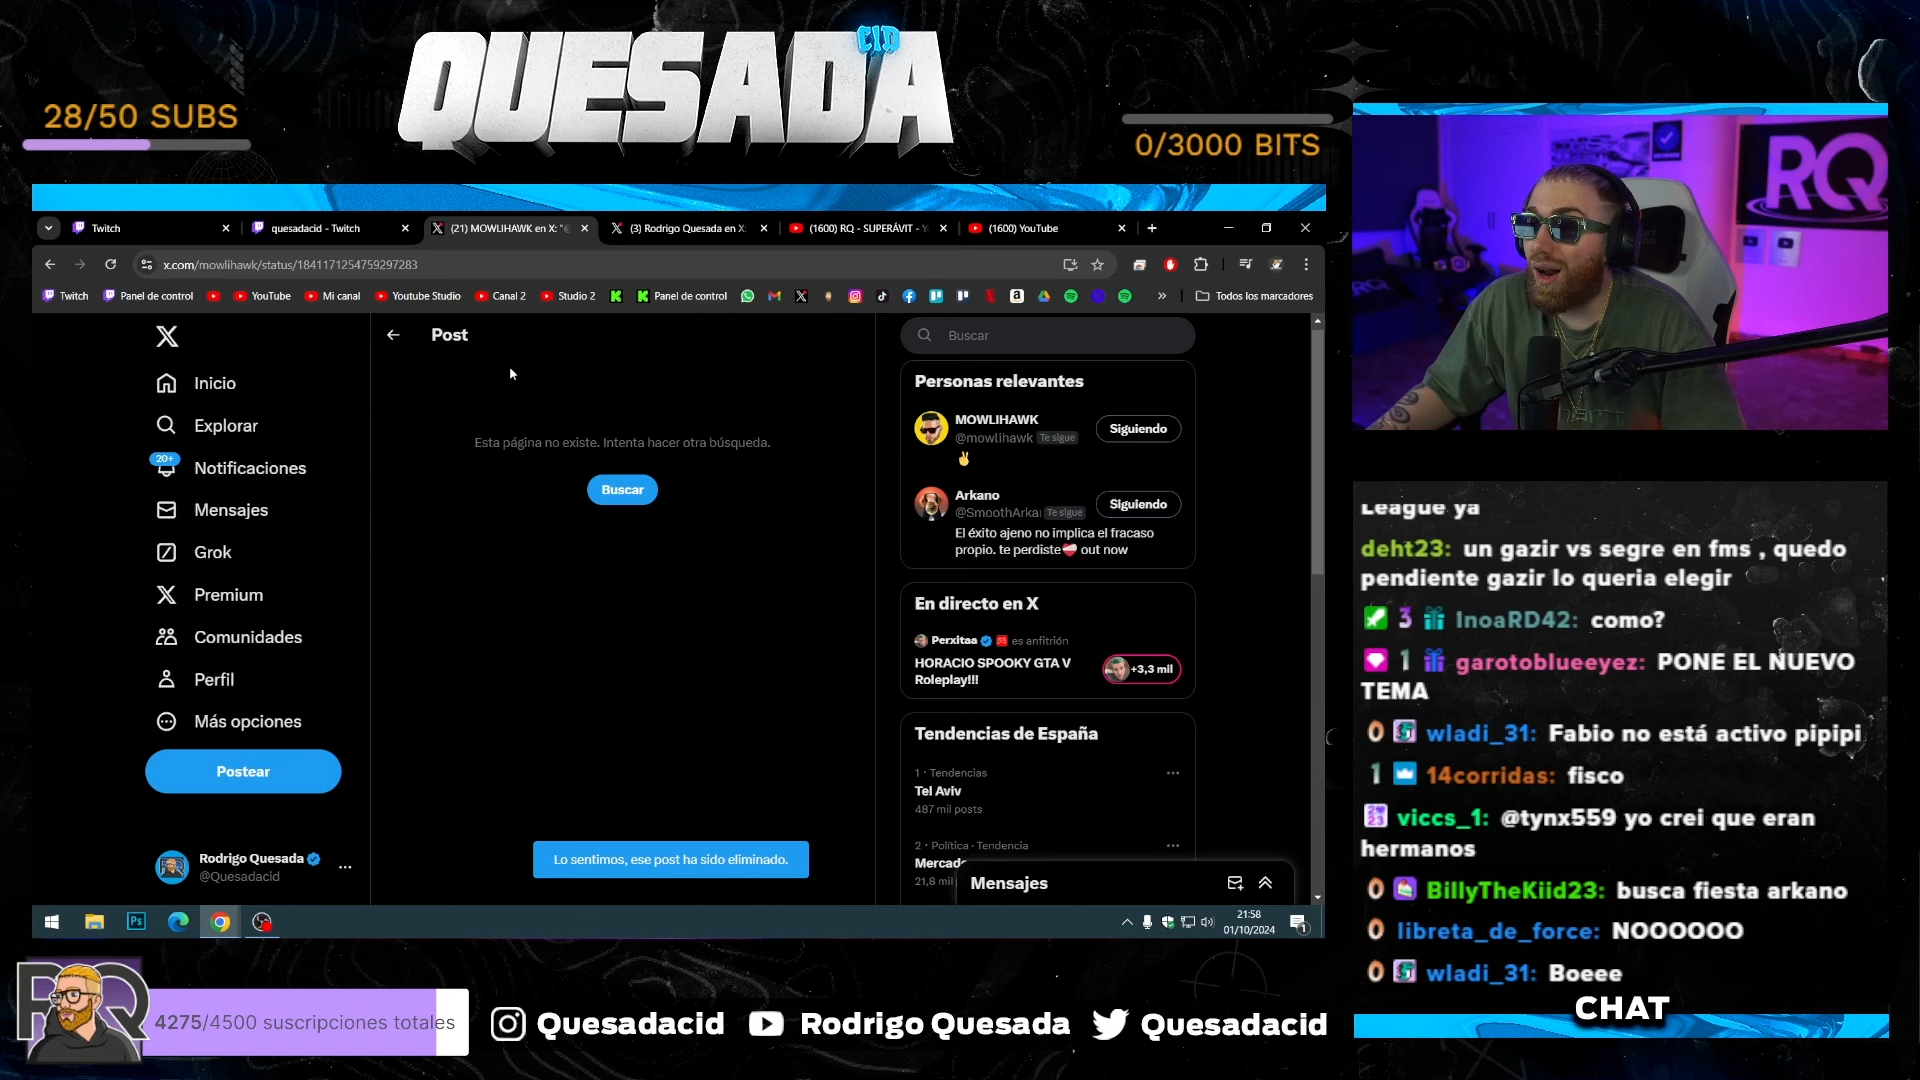 QUESADA
CID
28/50 SUBS
0/3000 BITS
Twitch
quesadacid - Twitch
(21) MOWLIHAWK en X: "@
(3) Rodrigo Quesada en X:
(1600) RQ - SUPERÁVIT - Y
(1600) YouTube
x.com/mowlihawk/status/1841171254759297283
Twitch
Panel de control
YouTube
Mi canal
Youtube Studio
Canal 2
Studio 2
Panel de control
Todos los marcadores
Post
Buscar
Inicio
Explorar
20+
Notificaciones
Mensajes
Grok
Premium
Comunidades
Perfil
Más opciones
Postear
Rodrigo Quesada
@Quesadacid
Esta página no existe. Intenta hacer otra búsqueda.
Buscar
Lo sentimos, ese post ha sido eliminado.
Personas relevantes
MOWLIHAWK
@mowlihawk Te sigue
✌
Siguiendo
Arkano
@SmoothArka Te sigue
Siguiendo
El éxito ajeno no implica el fracaso
propio. te perdiste❤️‍🩹 out now
En directo en X
Perxitaa es anfitrión
HORACIO SPOOKY GTA V
Roleplay!!!
+3,3 mil
Tendencias de España
1 · Tendencias
Tel Aviv
487 mil posts
2 · Política · Tendencia
Mercado
21,8 mil
Mensajes
Ps
21:58
01/10/2024
1
RQ
League ya
deht23: un gazir vs segre en fms , quedo
pendiente gazir lo queria elegir
3 InoaRD42: como?
1 garotoblueeyez: PONE EL NUEVO
TEMA
0 wladi_31: Fabio no está activo pipipi
1 14corridas: fisco
viccs_1: @tynx559 yo crei que eran
hermanos
0 BillyTheKiid23: busca fiesta arkano
0 libreta_de_force: NOOOOOO
0 wladi_31: Boeee
CHAT
RQ
4275/4500 suscripciones totales
Quesadacid
Rodrigo Quesada
Quesadacid